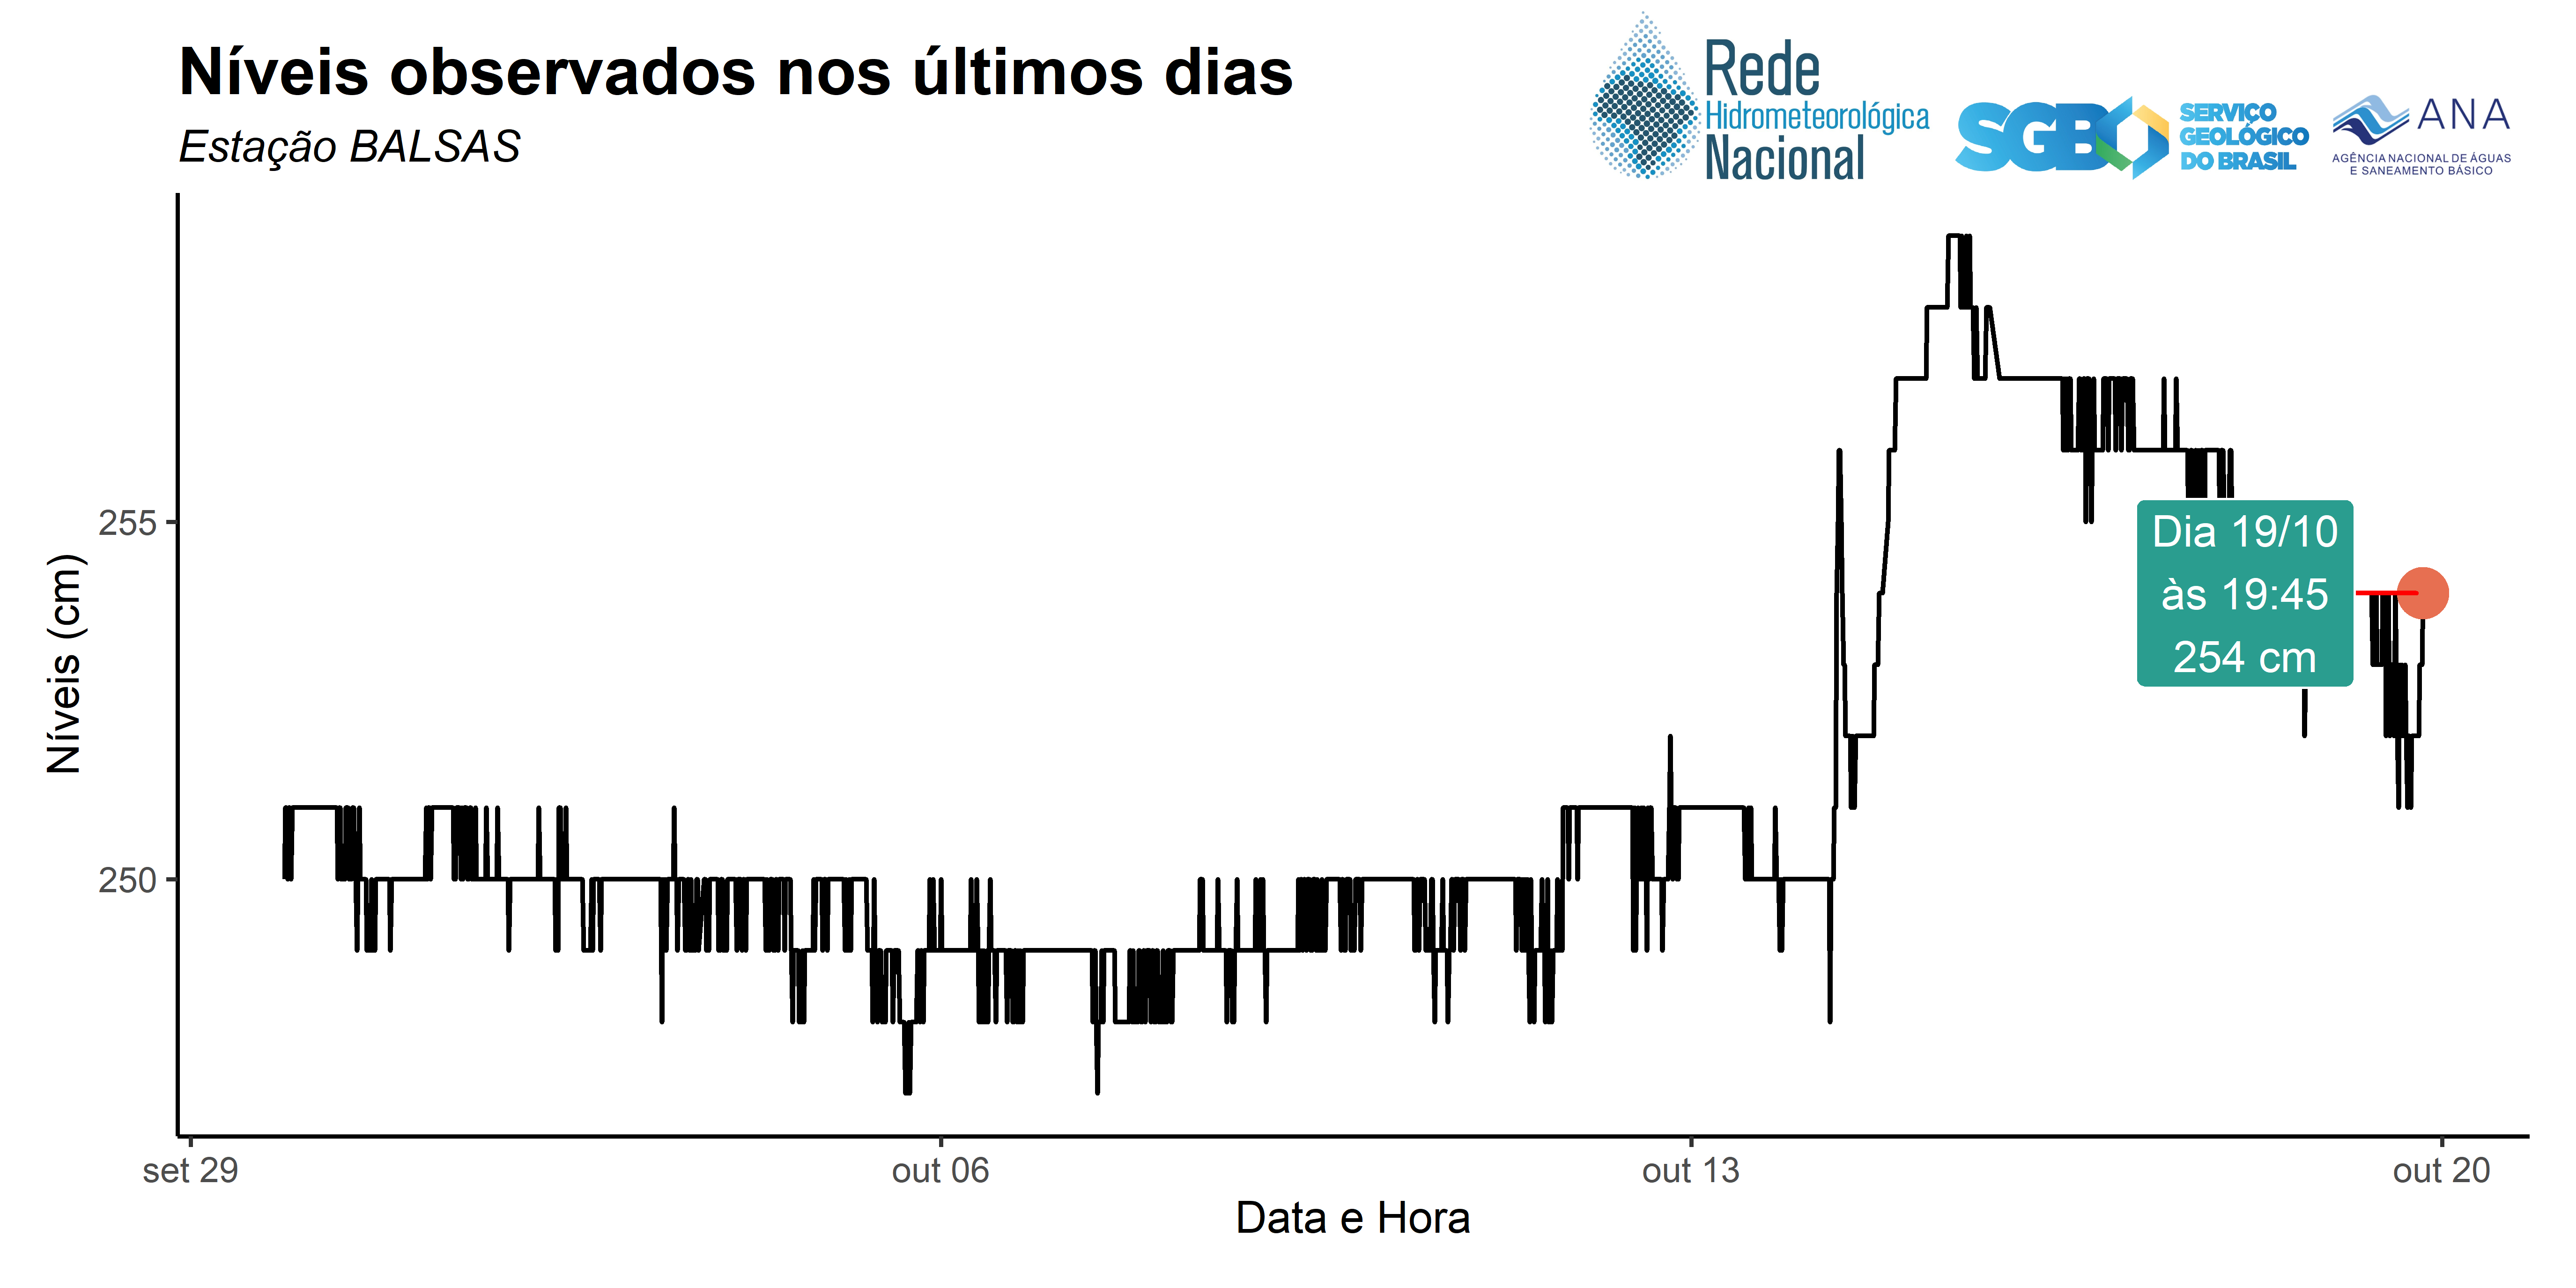 Níveis observados nos últimos dias
Estação BALSAS
Rede
Hidrometeorológica
Nacional
SGB
SERVIÇO
GEOLÓGICO
DO BRASIL
ANA
AGÊNCIA NACIONAL DE ÁGUAS
E SANEAMENTO BÁSICO
Níveis (cm)
255
250
Dia 19/10
às 19:45
254 cm
set 29
out 06
out 13
out 20
Data e Hora